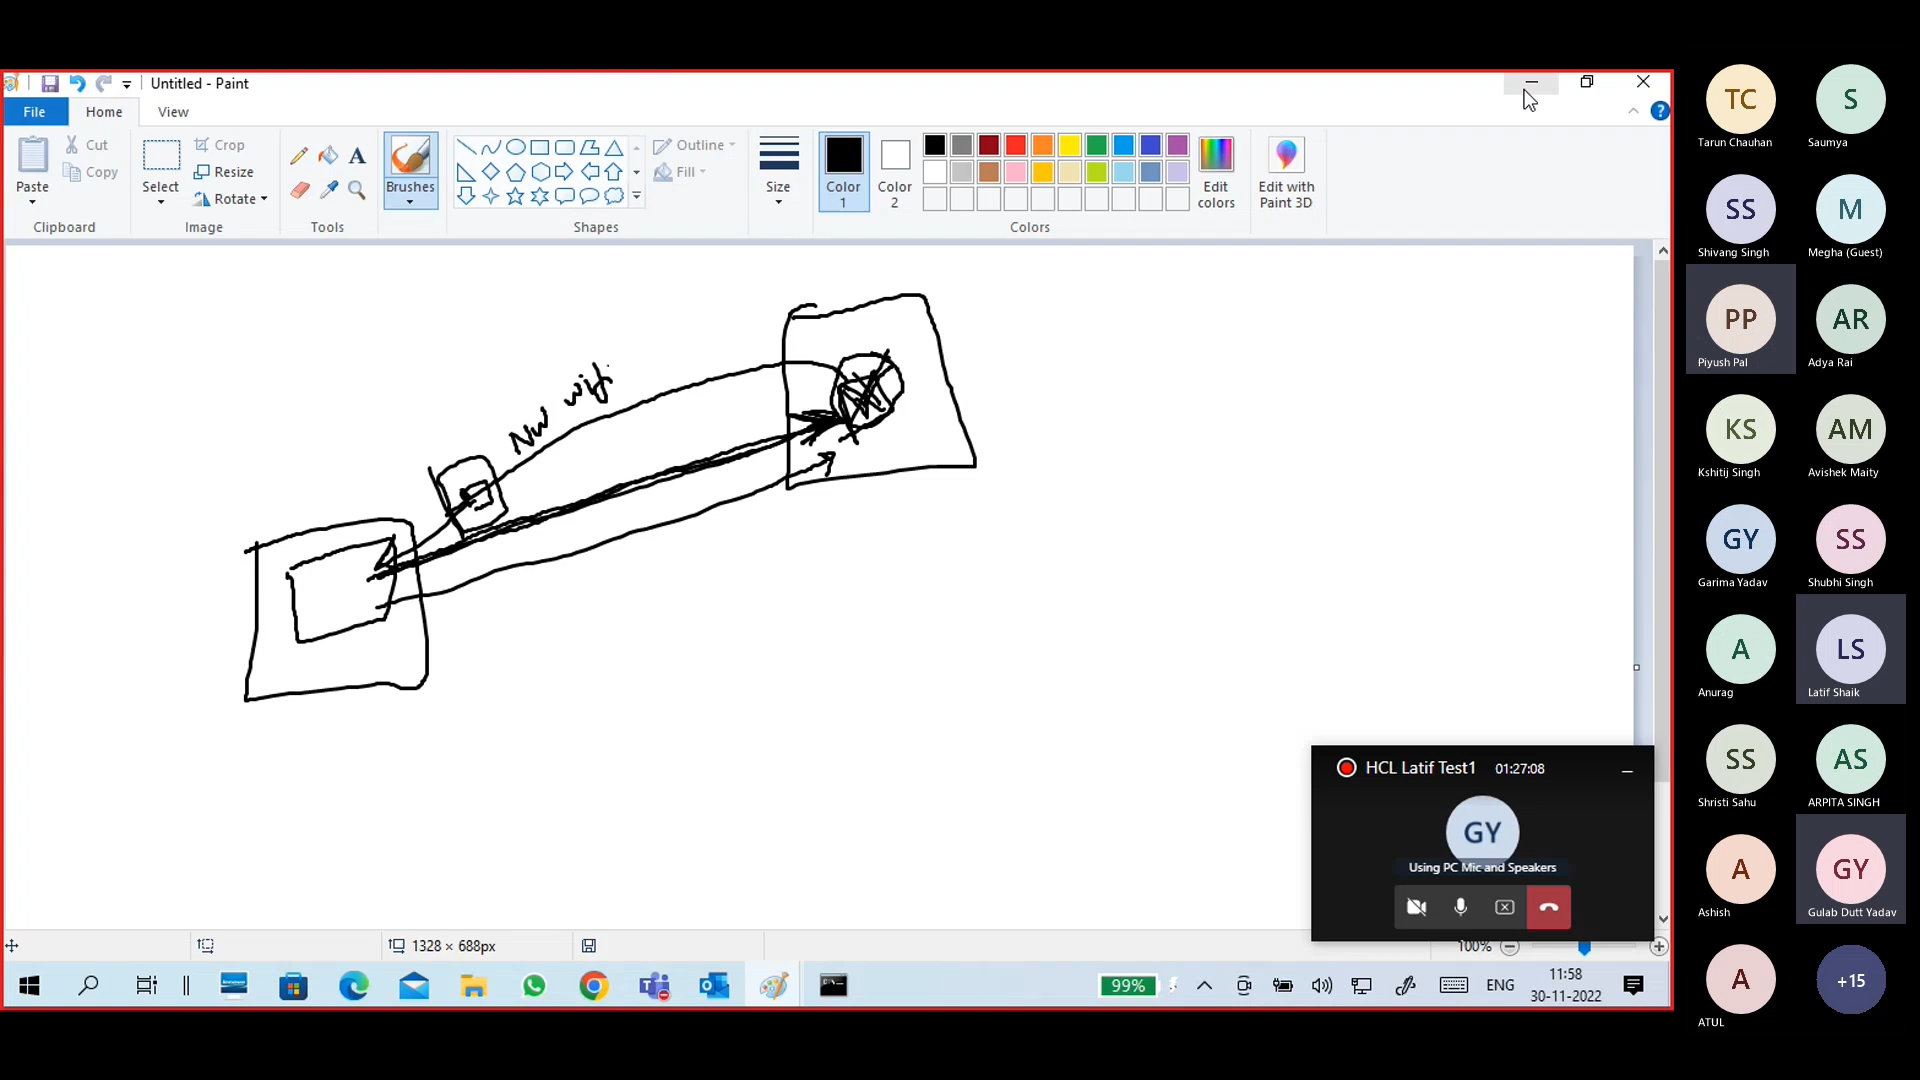 Untitled - Paint
File Home View
Cut
Copy
Paste
Clipboard
Crop
Resize
Rotate
Select
Image
A
Tools
Brushes
Outline
Fill
Shapes
Size
Color 1
Color 2
Edit colors
Edit with Paint 3D
Colors
NW wifi
HCL Latif Test1 01:27:08
GY
Using PC Mic and Speakers
1328 × 688px
100%
99%
ENG
11:58
30-11-2022
TC
Tarun Chauhan
S
Saumya
SS
Shivang Singh
M
Megha (Guest)
PP
Piyush Pal
AR
Adya Rai
KS
Kshitij Singh
AM
Avishek Maity
GY
Garima Yadav
SS
Shubhi Singh
A
Anurag
LS
Latif Shaik
SS
Shristi Sahu
AS
ARPITA SINGH
A
Ashish
GY
Gulab Dutt Yadav
A
ATUL
+15